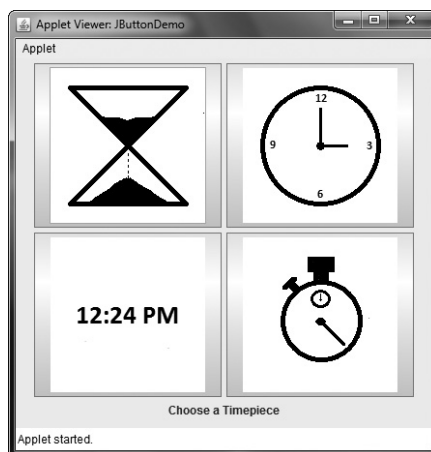 Applet Viewer: JButtonDemo
Applet
12
9
3
6
12:24 PM
Choose a Timepiece
Applet started.